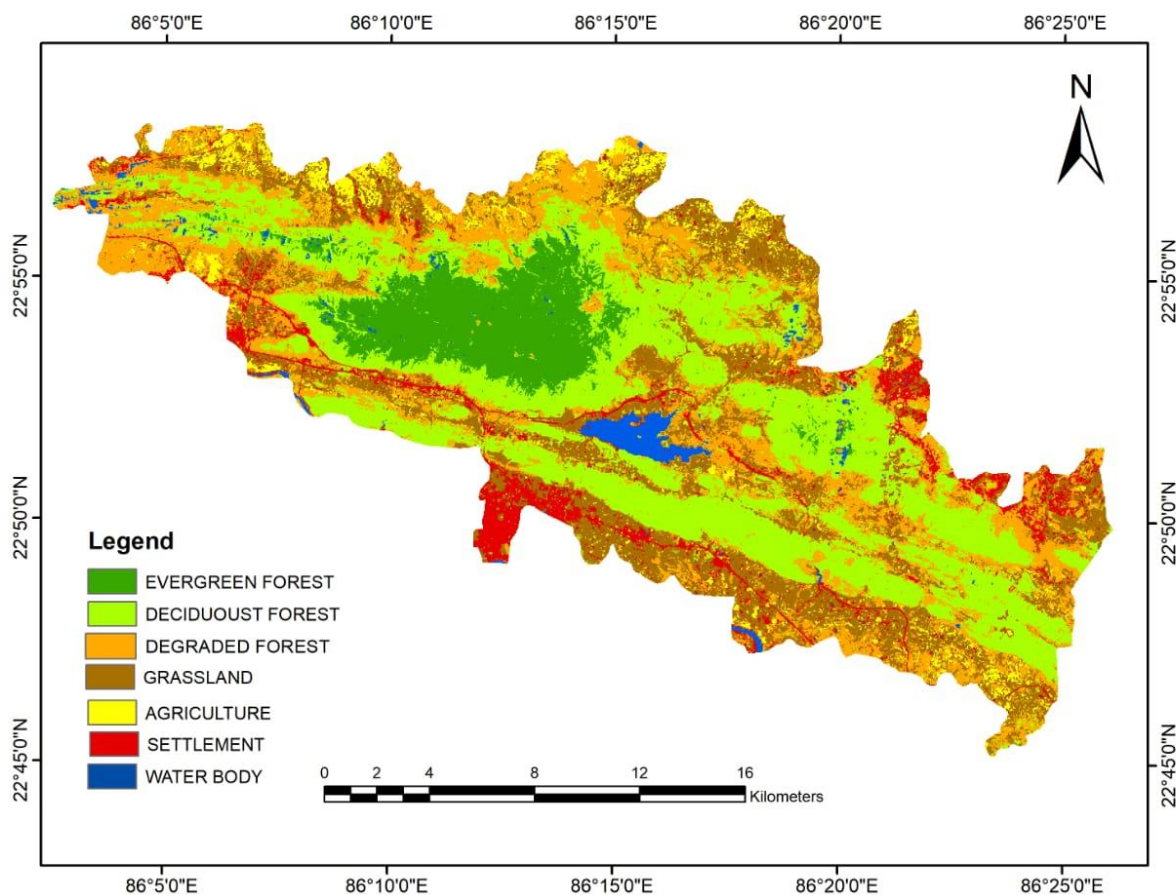 86°5'0"E 86°10'0"E 86°15'0"E 86°20'0"E 86°25'0"E
N
22°55'0"N 22°55'0"N
22°50'0"N 22°50'0"N
Legend
EVERGREEN FOREST
DECIDUOUST FOREST
DEGRADED FOREST
GRASSLAND
AGRICULTURE
SETTLEMENT
WATER BODY
22°45'0"N 22°45'0"N
0 2 4 8 12 16
Kilometers
86°5'0"E 86°10'0"E 86°15'0"E 86°20'0"E 86°25'0"E